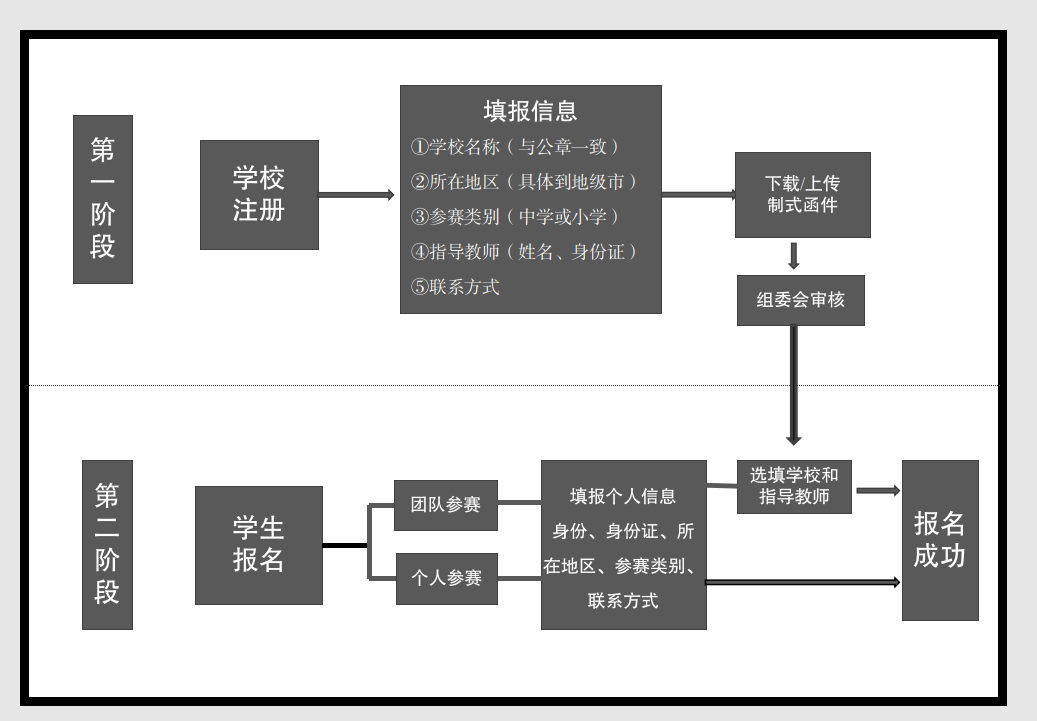 第一阶段
学校
注册
填报信息
①学校名称（与公章一致）
②所在地区（具体到地级市）
③参赛类别（中学或小学）
④指导教师（姓名、身份证）
⑤联系方式
下载/上传
制式函件
组委会审核
第二阶段
学生
报名
团队参赛
个人参赛
填报个人信息
身份、身份证、所
在地区、参赛类别、
联系方式
选填学校和
指导教师
报名
成功